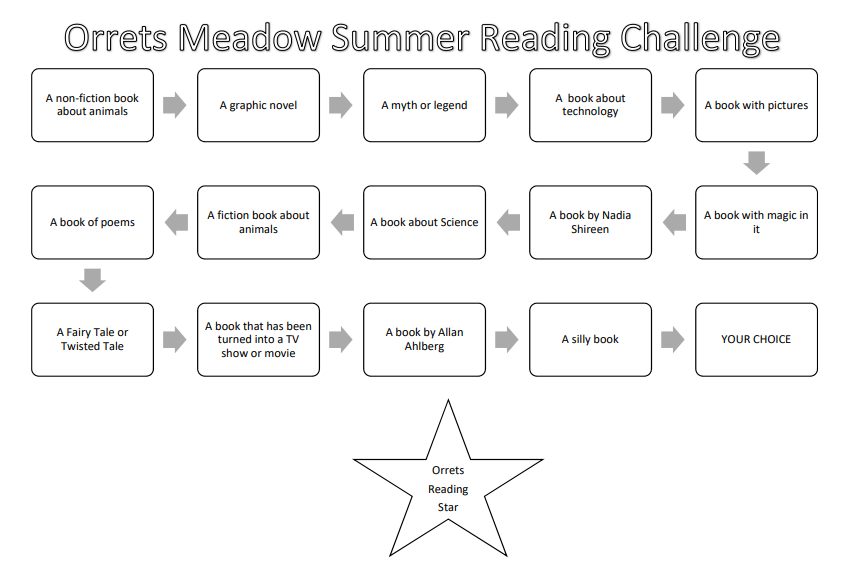 Orrets Meadow Summer Reading Challenge
A non-fiction book
about animals
A graphic novel
A myth or legend
A book about
technology
A book with pictures
A book with magic in
it
A book by Nadia
Shireen
A book about Science
A fiction book about
animals
A book of poems
A Fairy Tale or
Twisted Tale
A book that has been
turned into a TV
show or movie
A book by Allan
Ahlberg
A silly book
YOUR CHOICE
Orrets
Reading
Star